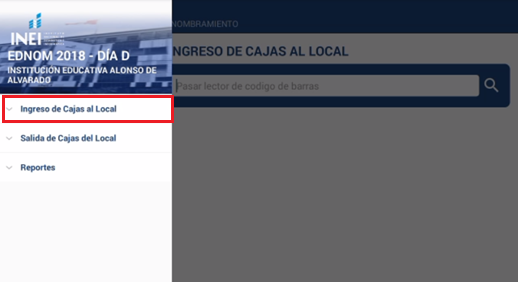 INEI
EDNOM 2018 - DÍA D
INSTITUCION EDUCATIVA ALONSO DE
ALVARADO
Ingreso de Cajas al Local
Salida de Cajas del Local
Reportes
NOMBRAMIENTO
INGRESO DE CAJAS AL LOCAL
Pasar lector de codigo de barras